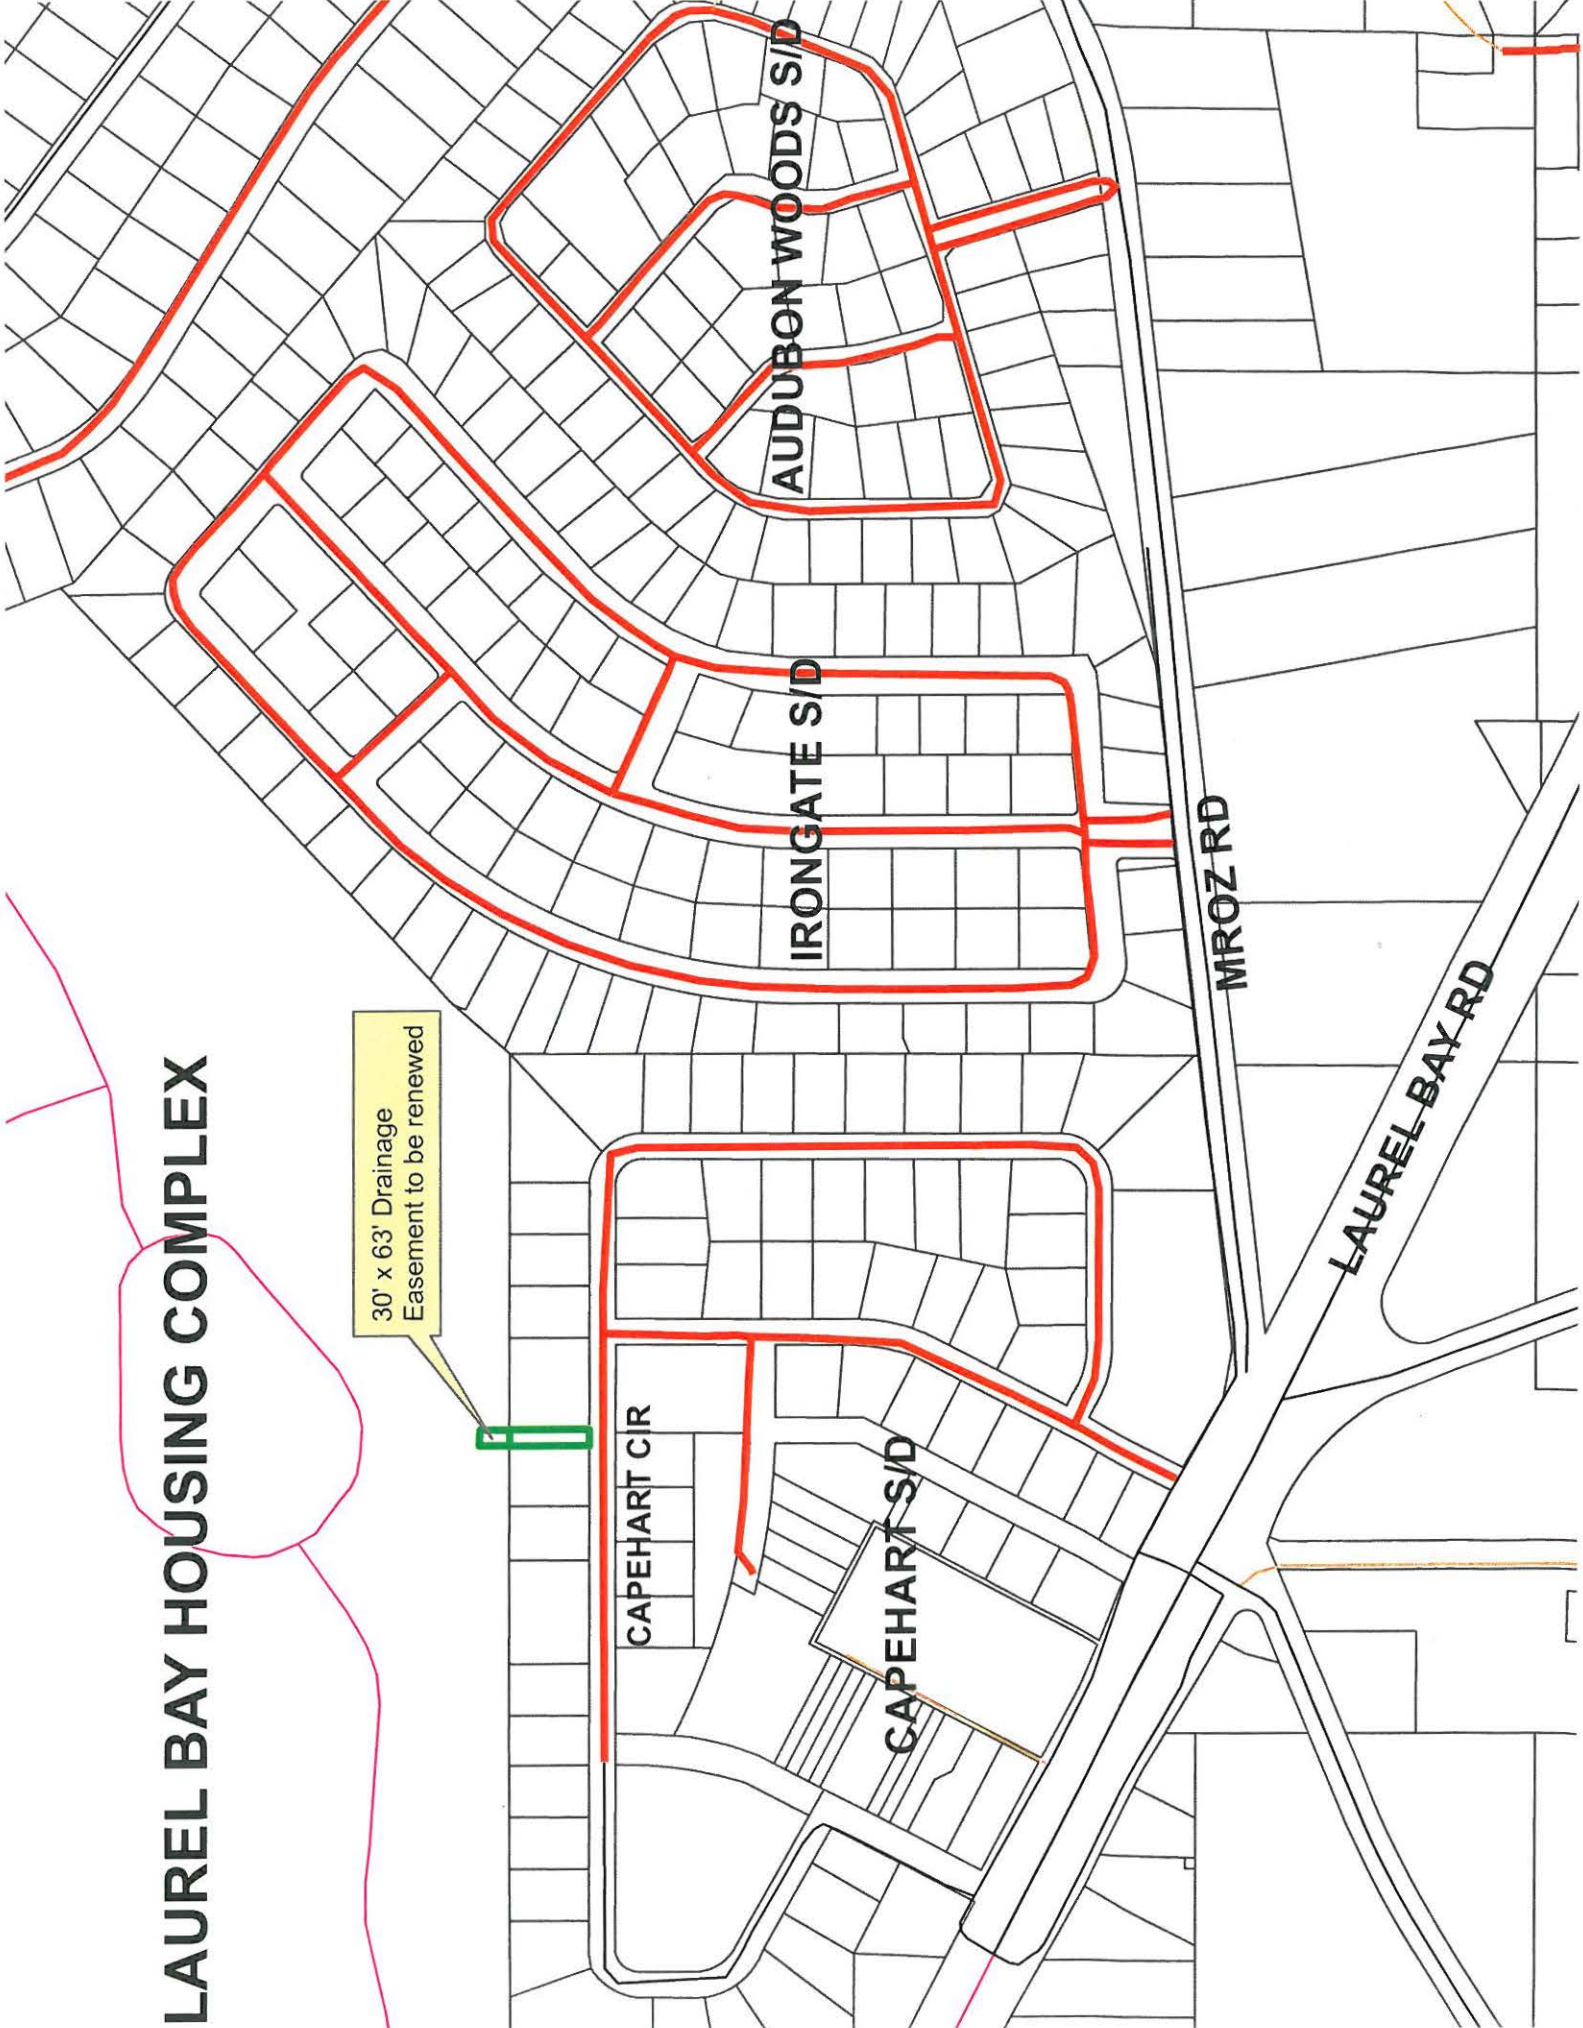 LAUREL BAY HOUSING COMPLEX
30' x 63' Drainage
Easement to be renewed
CAPEHART CIR
CAPEHART S/D
IRONGATE S/D
AUDUBON WOODS S/D
MROZ RD
LAUREL BAY RD